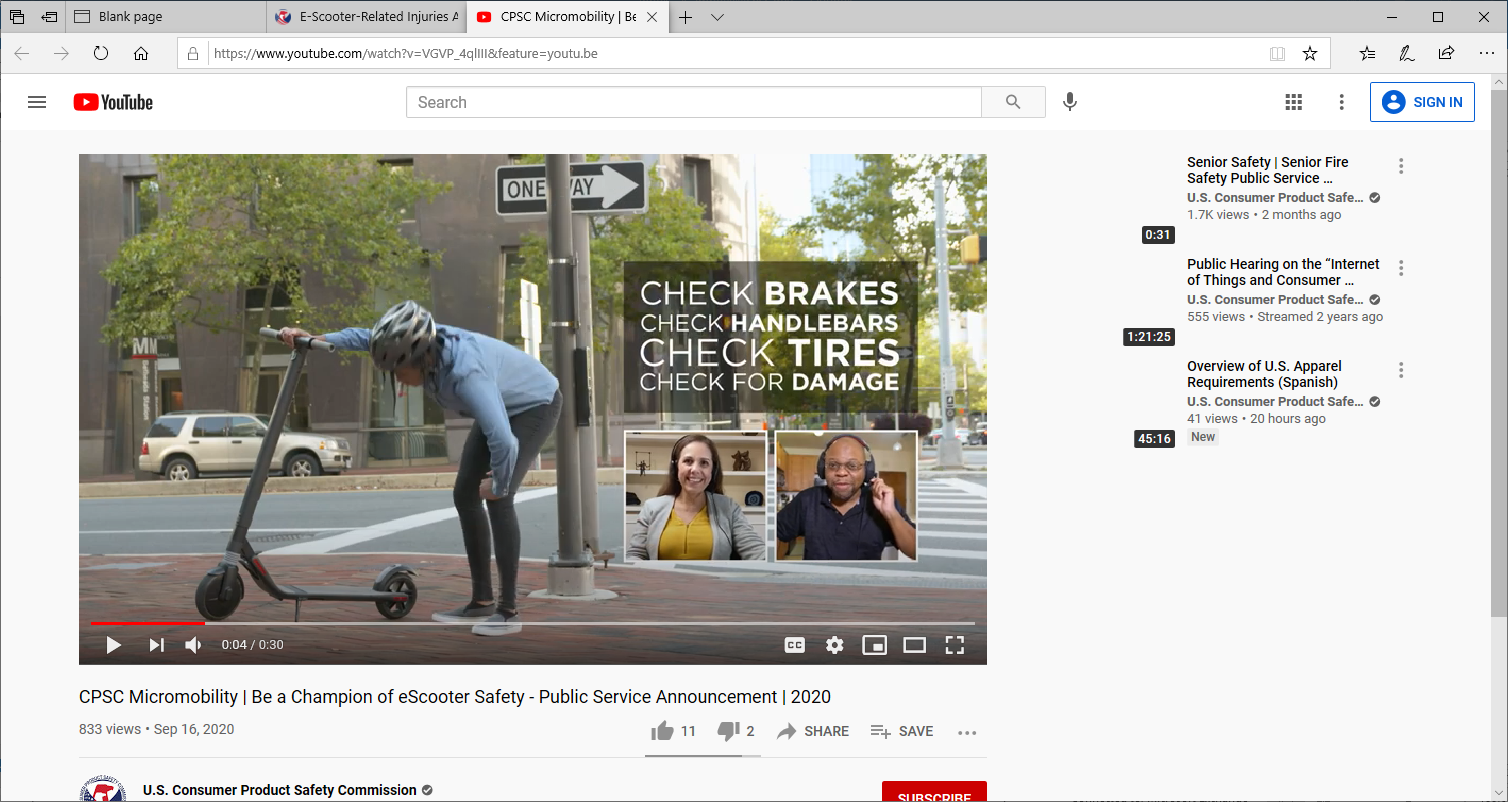 Blank page
E-Scooter-Related Injuries A
CPSC Micromobility | Be
https://www.youtube.com/watch?v=VGVP_4qlIII&feature=youtu.be
YouTube
Search
SIGN IN
ONE WAY
CHECK BRAKES
CHECK HANDLEBARS
CHECK TIRES
CHECK FOR DAMAGE
M
Station
0:04 / 0:30
CC
CPSC Micromobility | Be a Champion of eScooter Safety - Public Service Announcement | 2020
833 views • Sep 16, 2020
11
2
SHARE
SAVE
U.S. Consumer Product Safety Commission
SUBSCRIBE
Senior Safety | Senior Fire
Safety Public Service …
U.S. Consumer Product Safe…
1.7K views • 2 months ago
0:31
Public Hearing on the “Internet
of Things and Consumer …
U.S. Consumer Product Safe…
555 views • Streamed 2 years ago
1:21:25
Overview of U.S. Apparel
Requirements (Spanish)
U.S. Consumer Product Safe…
41 views • 20 hours ago
New
45:16